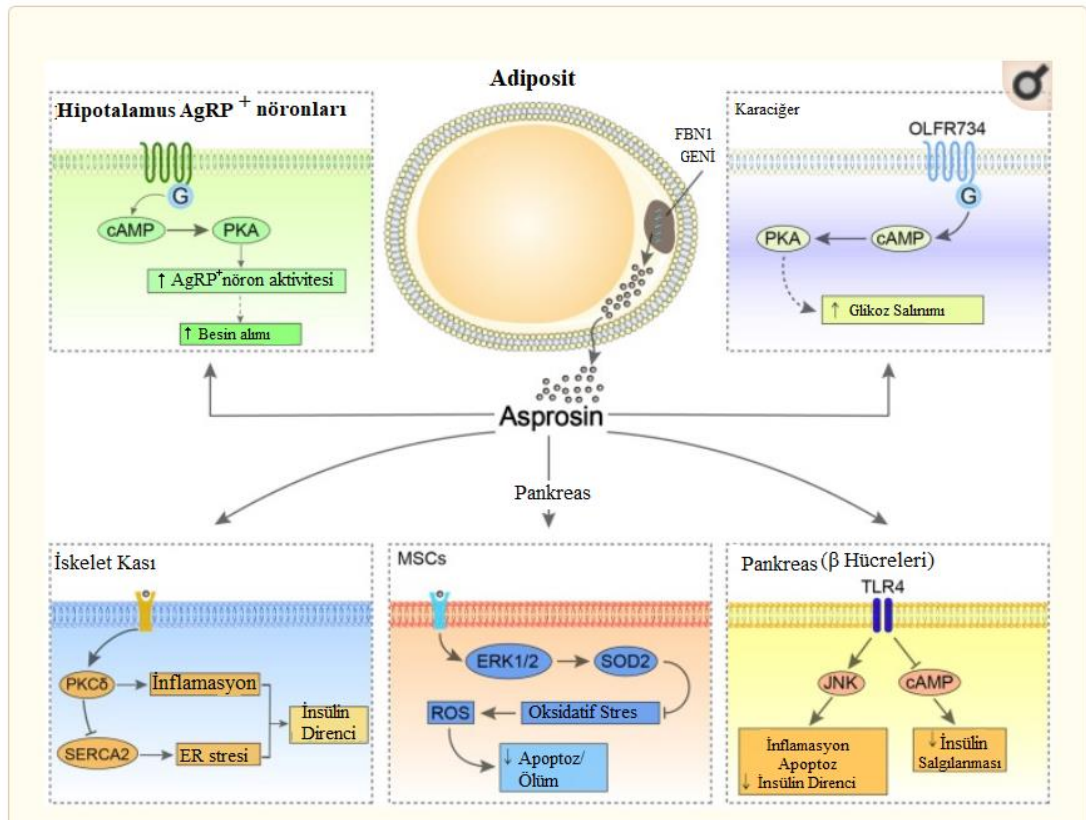 Adiposit
Hipotalamus AgRP + nöronları
G
cAMP
PKA
↑ AgRP+nöron aktivitesi
↑ Besin alımı
FBN1
GENİ
Karaciğer
OLFR734
G
PKA
cAMP
↑ Glikoz Salınımı
Asprosin
Pankreas
İskelet Kası
PKCδ
İnflamasyon
SERCA2
ER stresi
İnsülin
Direnci
MSCs
ERK1/2
SOD2
ROS
Oksidatif Stres
↓ Apoptoz/
Ölüm
Pankreas (β Hücreleri)
TLR4
JNK
cAMP
İnflamasyon
Apoptoz
↓ İnsülin Direnci
↓ İnsülin
Salgılanması